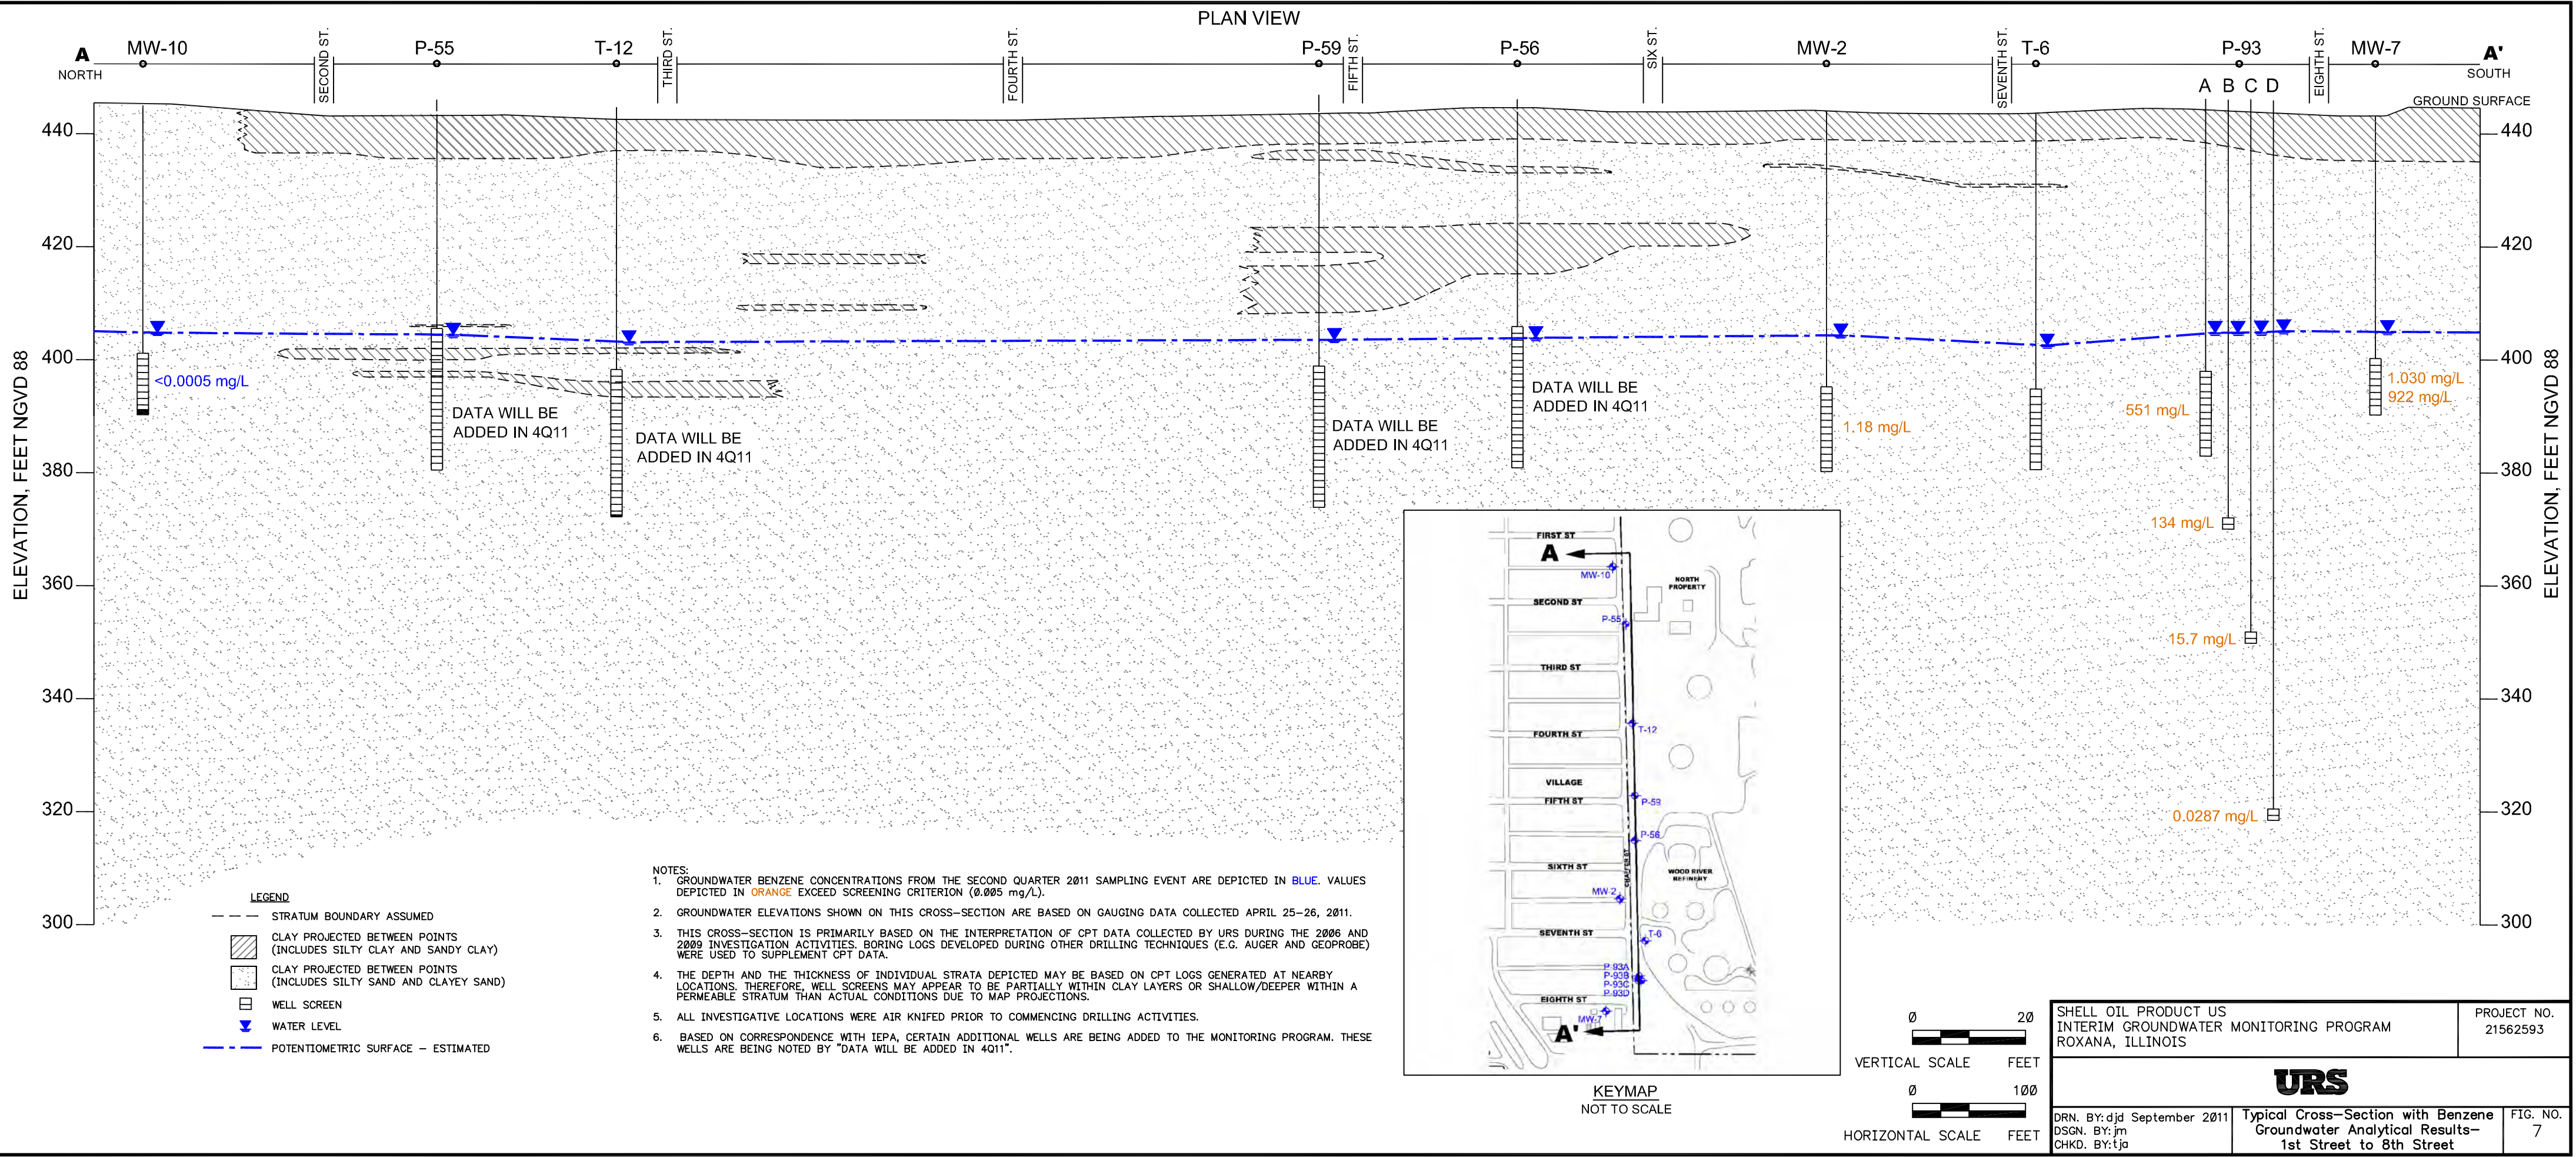 PLAN VIEW
A
NORTH
MW-10
SECOND ST.
P-55
T-12
THIRD ST.
FOURTH ST.
P-59
FIFTH ST.
P-56
SIX ST.
MW-2
SEVENTH ST.
T-6
P-93
A B C D
EIGHTH ST.
MW-7
A'
SOUTH
GROUND SURFACE
ELEVATION, FEET NGVD 88
440
420
400
380
360
340
320
300
<0.0005 mg/L
DATA WILL BE
ADDED IN 4Q11
DATA WILL BE
ADDED IN 4Q11
DATA WILL BE
ADDED IN 4Q11
DATA WILL BE
ADDED IN 4Q11
1.18 mg/L
551 mg/L
134 mg/L
15.7 mg/L
0.0287 mg/L
1.030 mg/L
922 mg/L
440
420
400
380
360
340
320
300
ELEVATION, FEET NGVD 88
FIRST ST
A
MW-10
NORTH
PROPERTY
SECOND ST
P-55
THIRD ST
T-12
FOURTH ST
VILLAGE
FIFTH ST
P-59
P-56
SIXTH ST
CHAFFER ST
WOOD RIVER
REFINERY
MW-2
SEVENTH ST
T-6
P-93A
P-93B
P-93C
P-93D
EIGHTH ST
MW-7
A'
KEYMAP
NOT TO SCALE
LEGEND
STRATUM BOUNDARY ASSUMED
CLAY PROJECTED BETWEEN POINTS
(INCLUDES SILTY CLAY AND SANDY CLAY)
CLAY PROJECTED BETWEEN POINTS
(INCLUDES SILTY SAND AND CLAYEY SAND)
WELL SCREEN
WATER LEVEL
POTENTIOMETRIC SURFACE – ESTIMATED
NOTES:
1. GROUNDWATER BENZENE CONCENTRATIONS FROM THE SECOND QUARTER 2011 SAMPLING EVENT ARE DEPICTED IN BLUE. VALUES
DEPICTED IN ORANGE EXCEED SCREENING CRITERION (0.005 mg/L).
2. GROUNDWATER ELEVATIONS SHOWN ON THIS CROSS-SECTION ARE BASED ON GAUGING DATA COLLECTED APRIL 25-26, 2011.
3. THIS CROSS-SECTION IS PRIMARILY BASED ON THE INTERPRETATION OF CPT DATA COLLECTED BY URS DURING THE 2006 AND
2009 INVESTIGATION ACTIVITIES. BORING LOGS DEVELOPED DURING OTHER DRILLING TECHNIQUES (E.G. AUGER AND GEOPROBE)
WERE USED TO SUPPLEMENT CPT DATA.
4. THE DEPTH AND THE THICKNESS OF INDIVIDUAL STRATA DEPICTED MAY BE BASED ON CPT LOGS GENERATED AT NEARBY
LOCATIONS. THEREFORE, WELL SCREENS MAY APPEAR TO BE PARTIALLY WITHIN CLAY LAYERS OR SHALLOW/DEEPER WITHIN A
PERMEABLE STRATUM THAN ACTUAL CONDITIONS DUE TO MAP PROJECTIONS.
5. ALL INVESTIGATIVE LOCATIONS WERE AIR KNIFED PRIOR TO COMMENCING DRILLING ACTIVITIES.
6. BASED ON CORRESPONDENCE WITH IEPA, CERTAIN ADDITIONAL WELLS ARE BEING ADDED TO THE MONITORING PROGRAM. THESE
WELLS ARE BEING NOTED BY "DATA WILL BE ADDED IN 4Q11".
0 20
VERTICAL SCALE FEET
0 100
HORIZONTAL SCALE FEET
SHELL OIL PRODUCT US
INTERIM GROUNDWATER MONITORING PROGRAM
ROXANA, ILLINOIS
PROJECT NO.
21562593
URS
DRN. BY:djd September 2011
DSGN. BY:jm
CHKD. BY:tja
Typical Cross-Section with Benzene
Groundwater Analytical Results-
1st Street to 8th Street
FIG. NO.
7